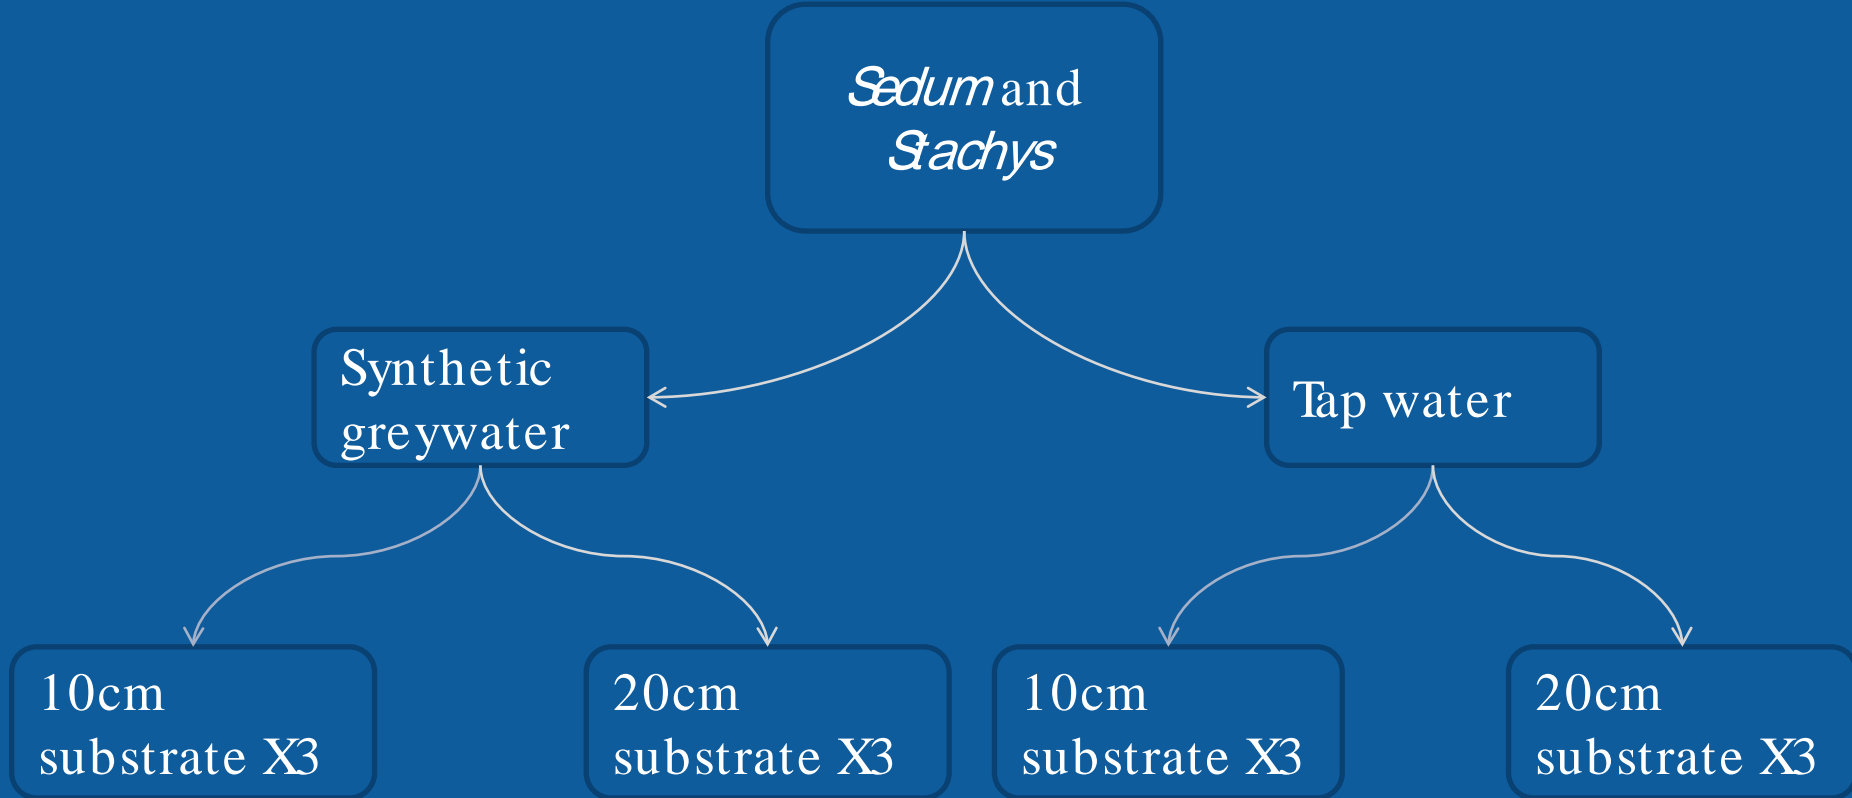 Sedum and
Stachys
Synthetic
greywater
Tap water
10cm
substrate X3
20cm
substrate X3
10cm
substrate X3
20cm
substrate X3